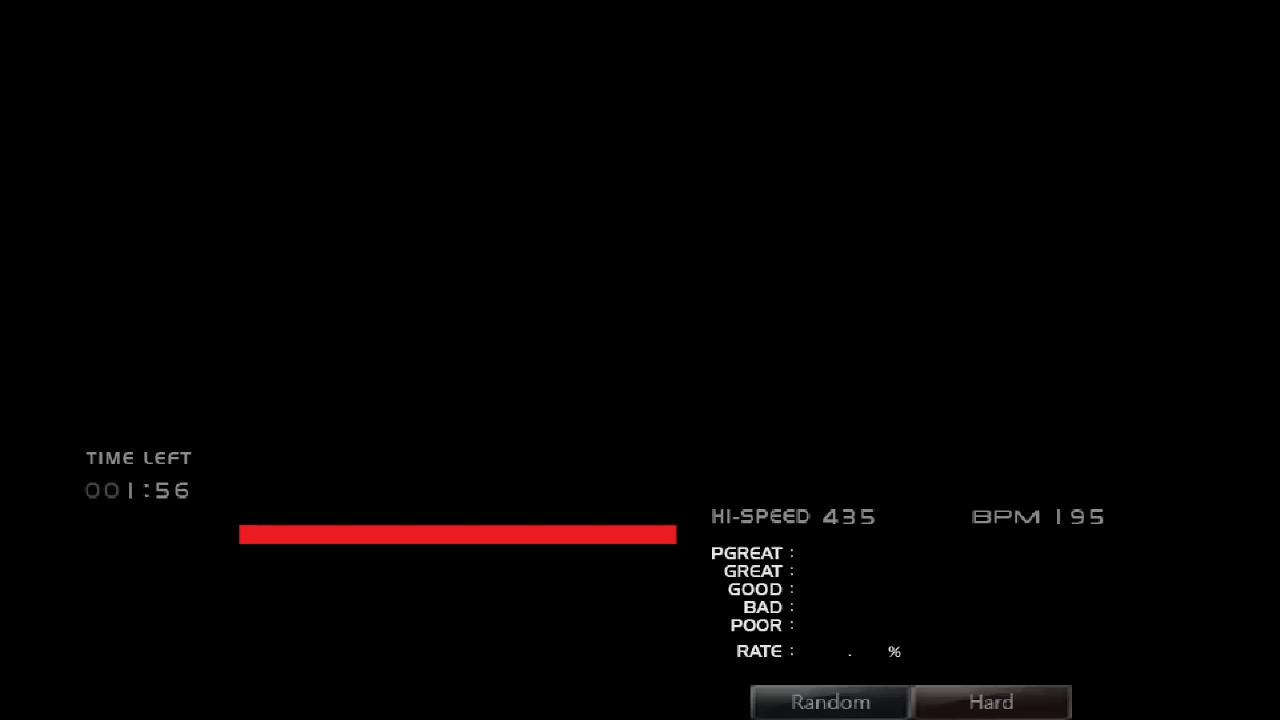 TIME LEFT
001:56
HI-SPEED 435 BPM 195
PGREAT :
GREAT :
GOOD :
BAD :
POOR :
RATE : . %
Random Hard